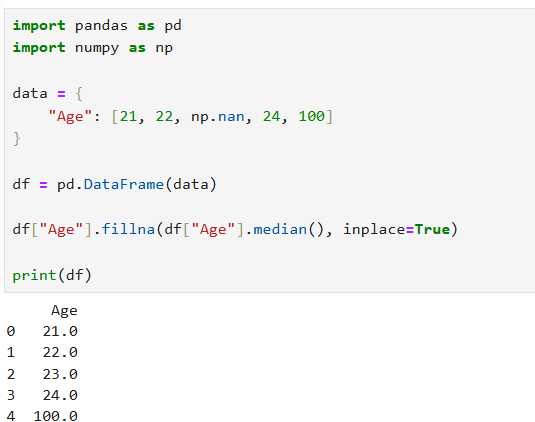 import pandas as pd
import numpy as np
data = {
    "Age": [21, 22, np.nan, 24, 100]
}
df = pd.DataFrame(data)
df["Age"].fillna(df["Age"].median(), inplace=True)
print(df)
     Age
0   21.0
1   22.0
2   23.0
3   24.0
4  100.0